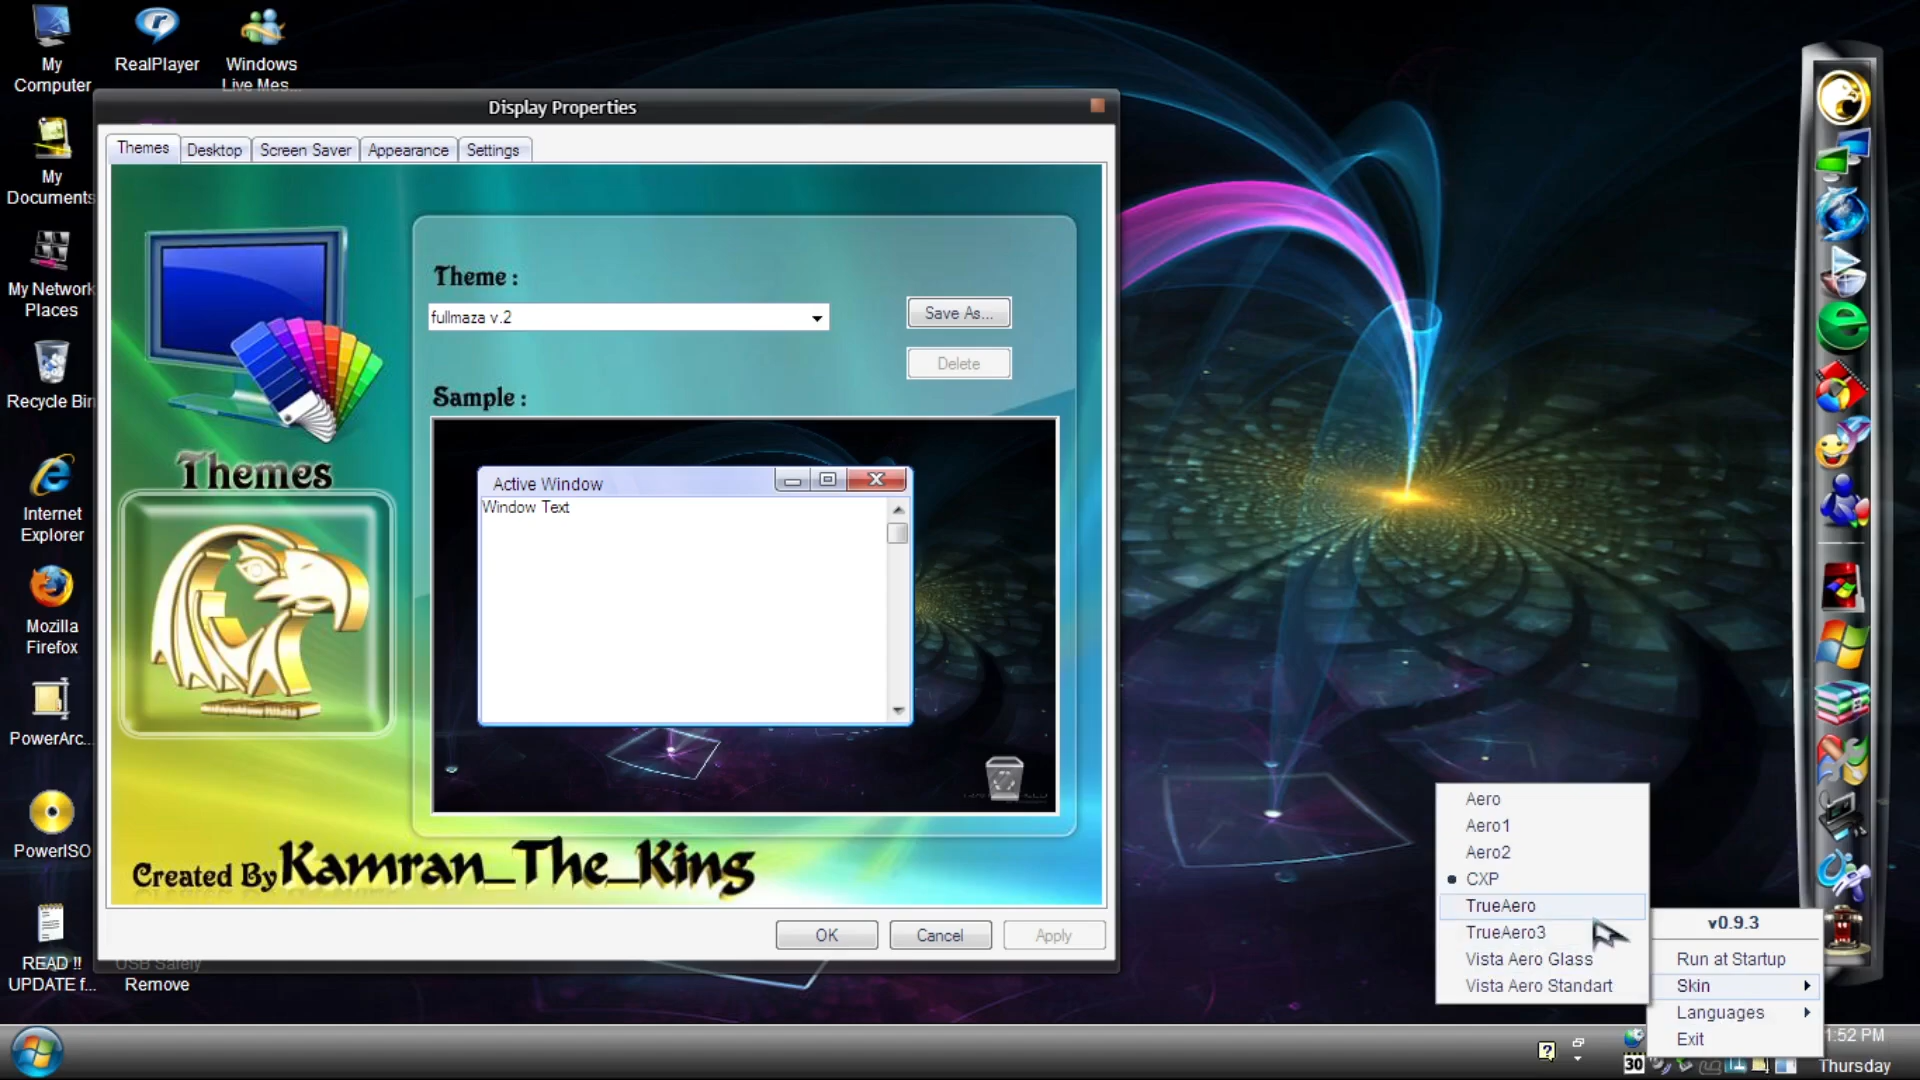 My
Computer
RealPlayer
Windows
Live Mes...
My
Documents
My Network
Places
Recycle Bin
Internet
Explorer
Mozilla
Firefox
PowerArc...
PowerISO
READ !!
UPDATE f...
USB Safely
Remove
Display Properties
Themes
Desktop
Screen Saver
Appearance
Settings
Theme :
fullmaza v.2
Save As...
Delete
Sample :
Active Window
Window Text
Themes
Created By Kamran_The_King
OK
Cancel
Apply
Aero
Aero1
Aero2
CXP
TrueAero
TrueAero3
Vista Aero Glass
Vista Aero Standart
v0.9.3
Run at Startup
Skin
Languages
Exit
1:52 PM
30
Thursday